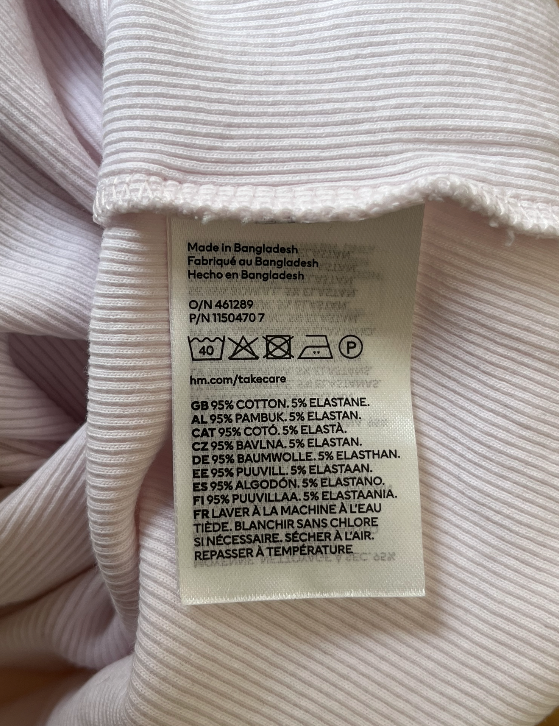 Made in Bangladesh
Fabriqué au Bangladesh
Hecho en Bangladesh
O/N 461289
P/N 1150470 7
40 P
hm.com/takecare
GB 95% COTTON. 5% ELASTANE.
AL 95% PAMBUK. 5% ELASTAN.
CAT 95% COTÓ. 5% ELASTÀ.
CZ 95% BAVLNA. 5% ELASTAN.
DE 95% BAUMWOLLE. 5% ELASTHAN.
EE 95% PUUVILL. 5% ELASTAAN.
ES 95% ALGODÓN. 5% ELASTANO.
FI 95% PUUVILLAA. 5% ELASTAANIA.
FR LAVER À LA MACHINE À L'EAU
TIÈDE. BLANCHIR SANS CHLORE
SI NÉCESSAIRE. SÉCHER À L'AIR.
REPASSER À TEMPÉRATURE